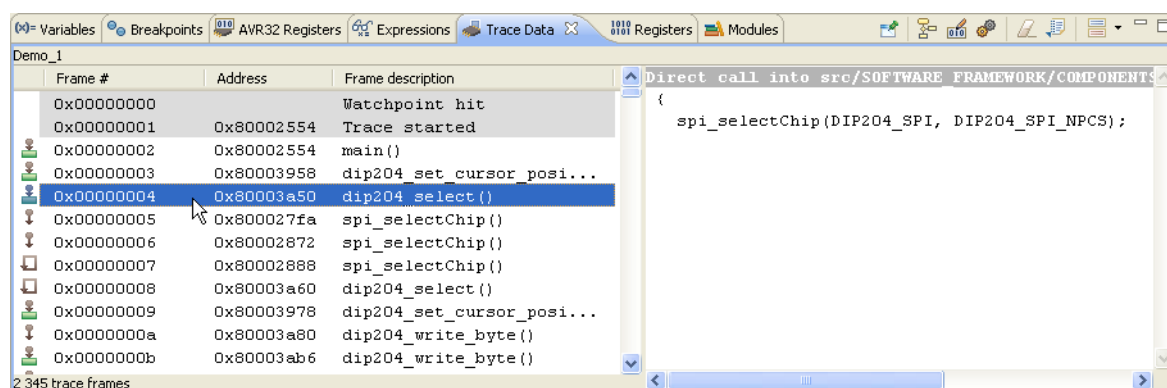 (x)= Variables Breakpoints AVR32 Registers Expressions Trace Data Registers Modules
Demo_1
Frame # Address Frame description
0x00000000 Watchpoint hit
0x00000001 0x80002554 Trace started
0x00000002 0x80002554 main()
0x00000003 0x80003958 dip204_set_cursor_posi...
0x00000004 0x80003a50 dip204_select()
0x00000005 0x800027fa spi_selectChip()
0x00000006 0x80002872 spi_selectChip()
0x00000007 0x80002888 spi_selectChip()
0x00000008 0x80003a60 dip204_select()
0x00000009 0x80003978 dip204_set_cursor_posi...
0x0000000a 0x80003a80 dip204_write_byte()
0x0000000b 0x80003ab6 dip204_write_byte()
2 345 trace frames
Direct call into src/SOFTWARE_FRAMEWORK/COMPONENTS
{
spi_selectChip(DIP204_SPI, DIP204_SPI_NPCS);